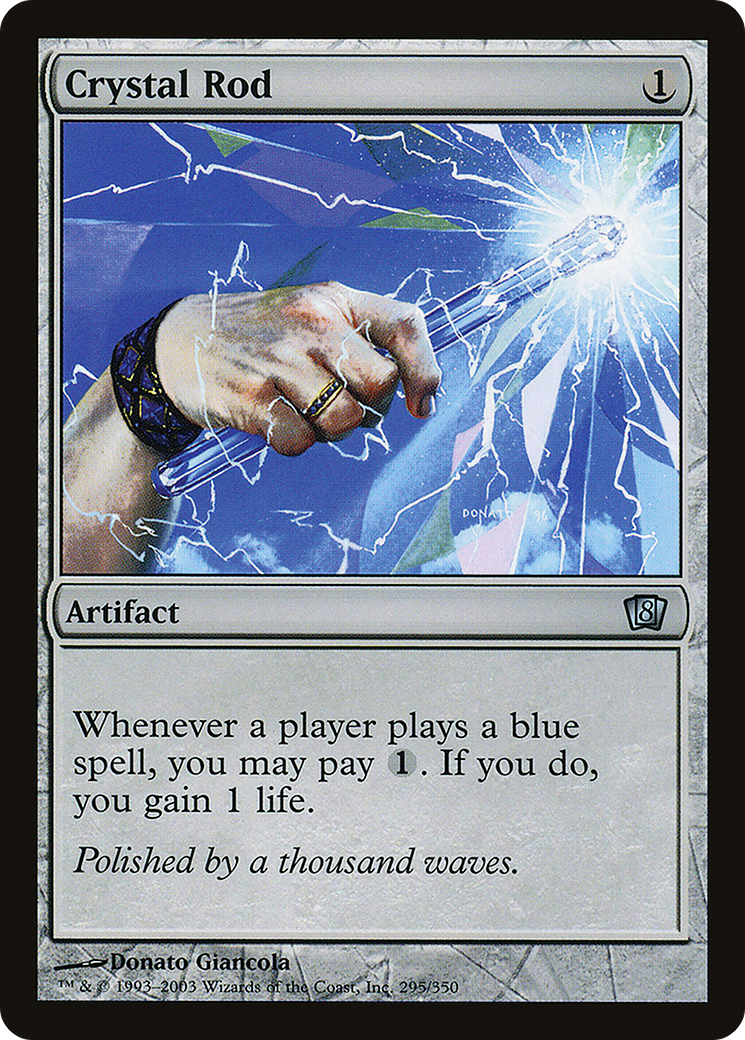 Crystal Rod 1
DONATO 96
Artifact 8
Whenever a player plays a blue
spell, you may pay 1. If you do,
you gain 1 life.
Polished by a thousand waves.
Donato Giancola
™ & © 1993–2003 Wizards of the Coast, Inc. 295/350